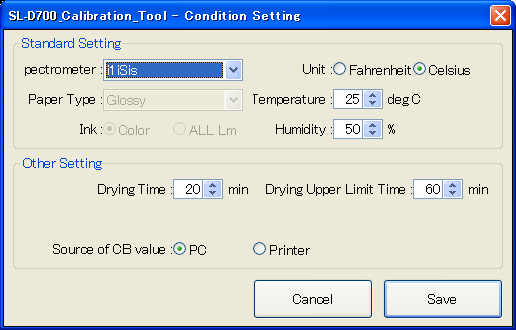 SL-D700_Calibration_Tool - Condition Setting
Standard Setting
pectrometer : 1iSis Unit : Fahrenheit Celsius
Paper Type : Glossy Temperature : 25 deg C
Ink : Color ALL Lm Humidity : 50 %
Other Setting
Drying Time : 20 min Drying Upper Limit Time : 60 min
Source of CB value : PC Printer
Cancel Save